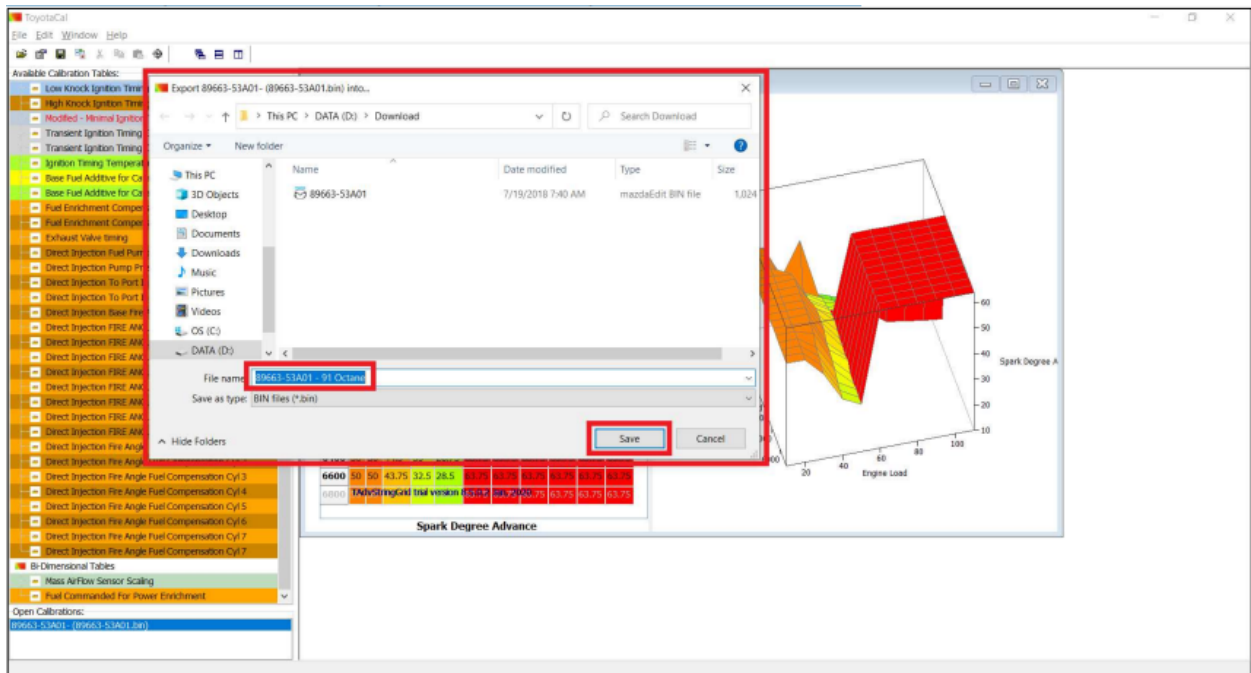 ToyotaCal
File Edit Window Help
Available Calibration Tables:
Low Knock Ignition Timi
High Knock Ignition Timi
Modified - Minimal Ignition
Transient Ignition Timing
Transient Ignition Timing
Ignition Timing Temperat
Base Fuel Additive for Ca
Base Fuel Additive for Ca
Fuel Enrichment Compen
Fuel Enrichment Compen
Exhaust Valve timing
Direct Injection Fuel Pum
Direct Injection Pump Pr
Direct Injection To Port I
Direct Injection To Port I
Direct Injection Base Fire
Direct Injection FIRE ANG
Direct Injection FIRE ANG
Direct Injection FIRE ANG
Direct Injection FIRE ANG
Direct Injection FIRE ANG
Direct Injection FIRE ANG
Direct Injection FIRE ANG
Direct Injection FIRE ANG
Direct Injection Fire Angle
Direct Injection Fire Angle
Direct Injection Fire Angle Fuel Compensation Cyl 3
Direct Injection Fire Angle Fuel Compensation Cyl 4
Direct Injection Fire Angle Fuel Compensation Cyl 5
Direct Injection Fire Angle Fuel Compensation Cyl 6
Direct Injection Fire Angle Fuel Compensation Cyl 7
Direct Injection Fire Angle Fuel Compensation Cyl 7
Bi-Dimensional Tables
Mass AirFlow Sensor Scaling
Fuel Commanded For Power Enrichment
Open Calibrations:
89663-53A01- (89663-53A01.bin)
Export 89663-53A01- (89663-53A01.bin) into...
This PC > DATA (D:) > Download
Search Download
Organize New folder
Name Date modified Type Size
89663-53A01 7/19/2018 7:40 AM mazdaEdit BIN file 1,024
This PC
3D Objects
Desktop
Documents
Downloads
Music
Pictures
Videos
OS (C:)
DATA (D:)
File name: 89663-53A01 - 91 Octane
Save as type: BIN files (*.bin)
Hide Folders
Save Cancel
6600 50 50 43.75 32.5 28.5 63.75 63.75 63.75 63.75 63.75
6800 TAdvStringGrid trial version 63.75 63.75 63.75
Spark Degree Advance
60
50
40
30
20
10
Spark Degree A
20 40 60 80 100
Engine Load